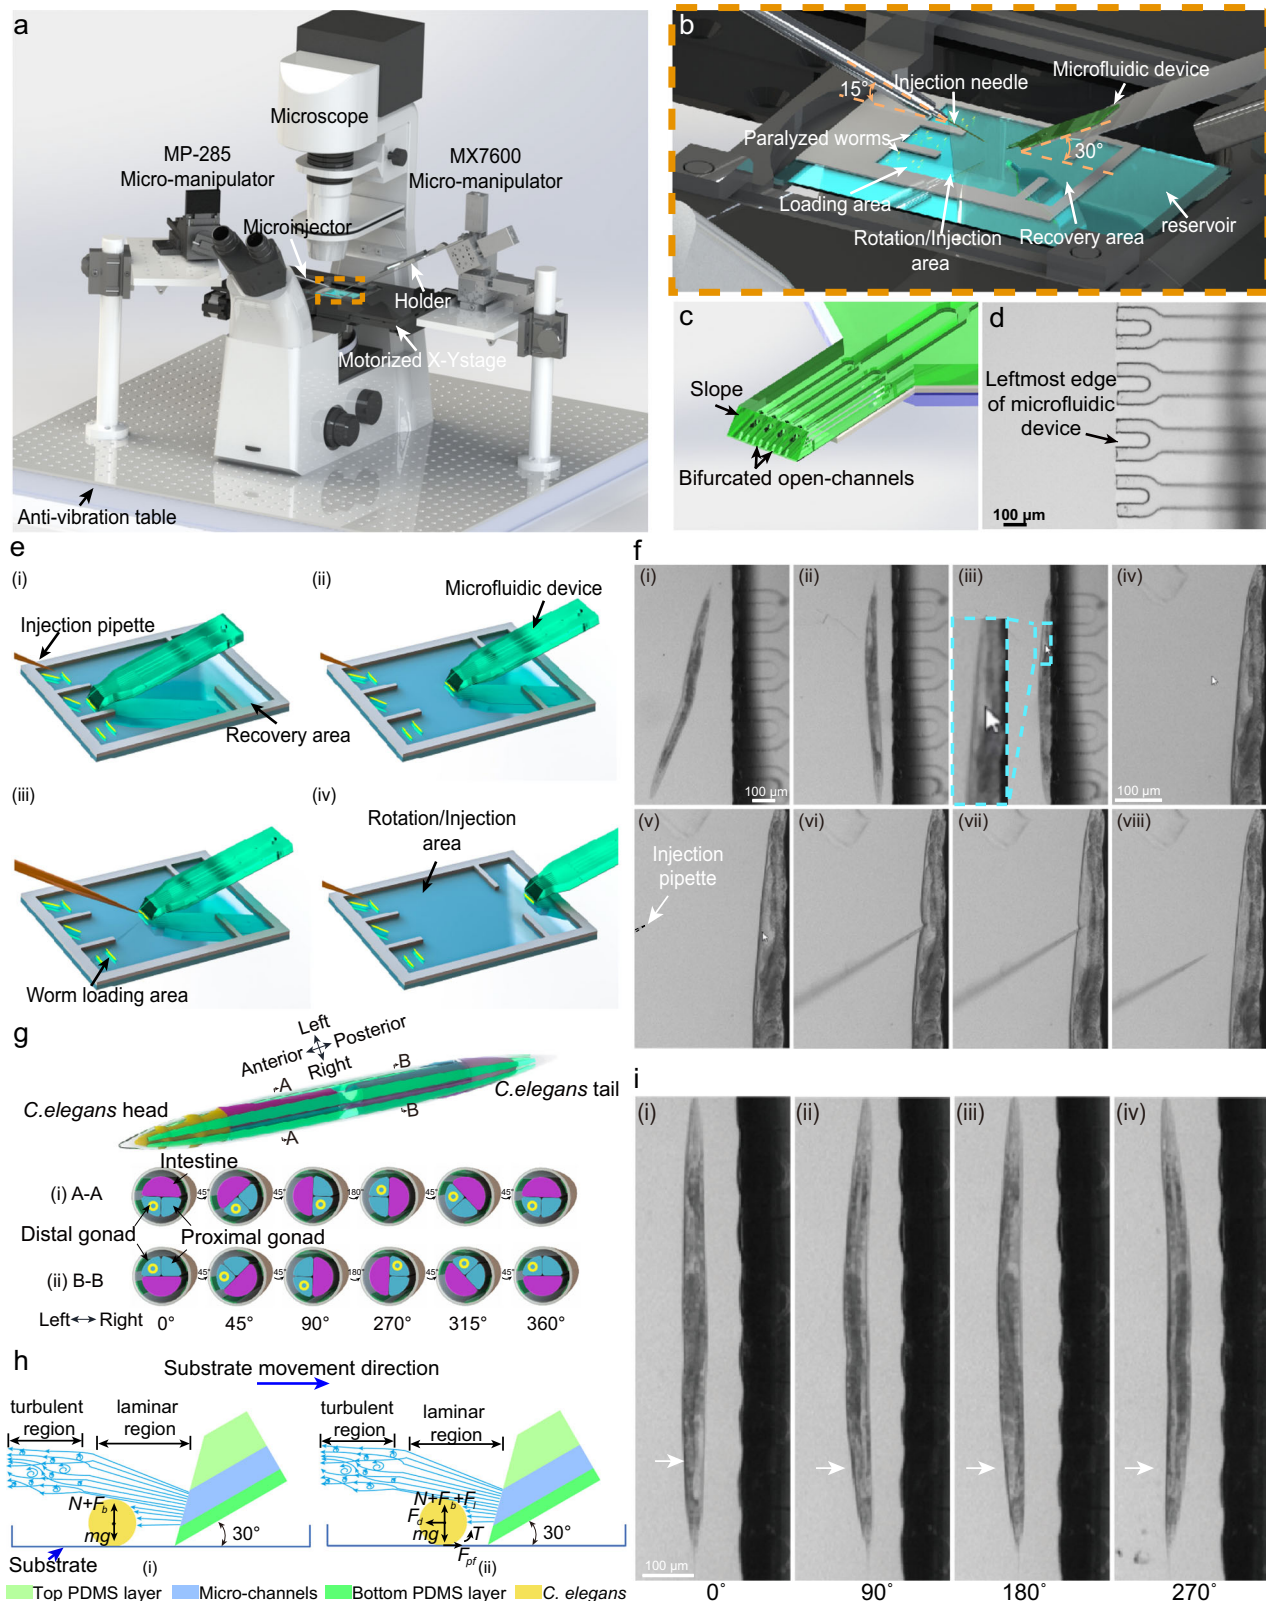 a
Microscope
MP-285
Micro-manipulator
MX7600
Micro-manipulator
Microinjector
Holder
Motorized X-Ystage
Anti-vibration table
b
Injection needle
Microfluidic device
15°
Paralyzed worms
30°
Loading area
Rotation/Injection
area
Recovery area
reservoir
c
Slope
Bifurcated open-channels
d
Leftmost edge
of microfluidic
device
100 µm
e
(i)
Injection pipette
Recovery area
(ii)
Microfluidic device
(iii)
Worm loading area
(iv)
Rotation/Injection
area
f
(i)
100 µm
(ii)
(iii)
(iv)
100 µm
(v)
Injection
pipette
(vi)
(vii)
(viii)
g
Left
Posterior
Anterior
Right
A
B
C.elegans tail
C.elegans head
B
A
Intestine
(i) A-A
45°
45°
180°
45°
45°
Distal gonad
Proximal gonad
(ii) B-B
45°
45°
180°
45°
45°
Left
Right
0°
45°
90°
270°
315°
360°
h
Substrate movement direction
turbulent
region
laminar
region
N+Fb
mg
30°
Substrate
(i)
turbulent
region
laminar
region
N+Fb+Fl
Fd
mg
T
Fpf
30°
(ii)
Top PDMS layer
Micro-channels
Bottom PDMS layer
C. elegans
i
(i)
(ii)
(iii)
(iv)
100 µm
0°
90°
180°
270°